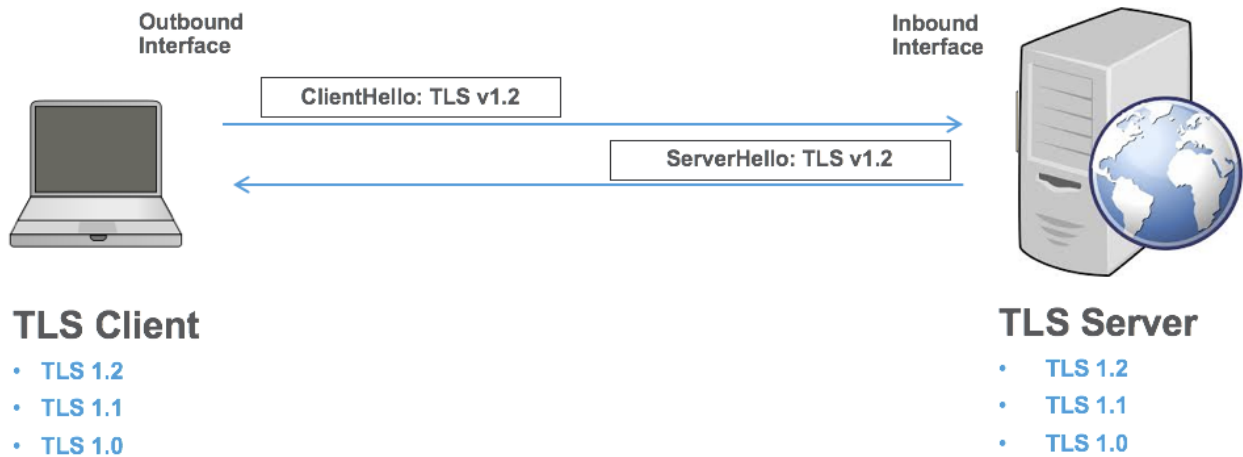 Outbound
Interface
Inbound
Interface
ClientHello: TLS v1.2
ServerHello: TLS v1.2
TLS Client
• TLS 1.2
• TLS 1.1
• TLS 1.0
TLS Server
• TLS 1.2
• TLS 1.1
• TLS 1.0